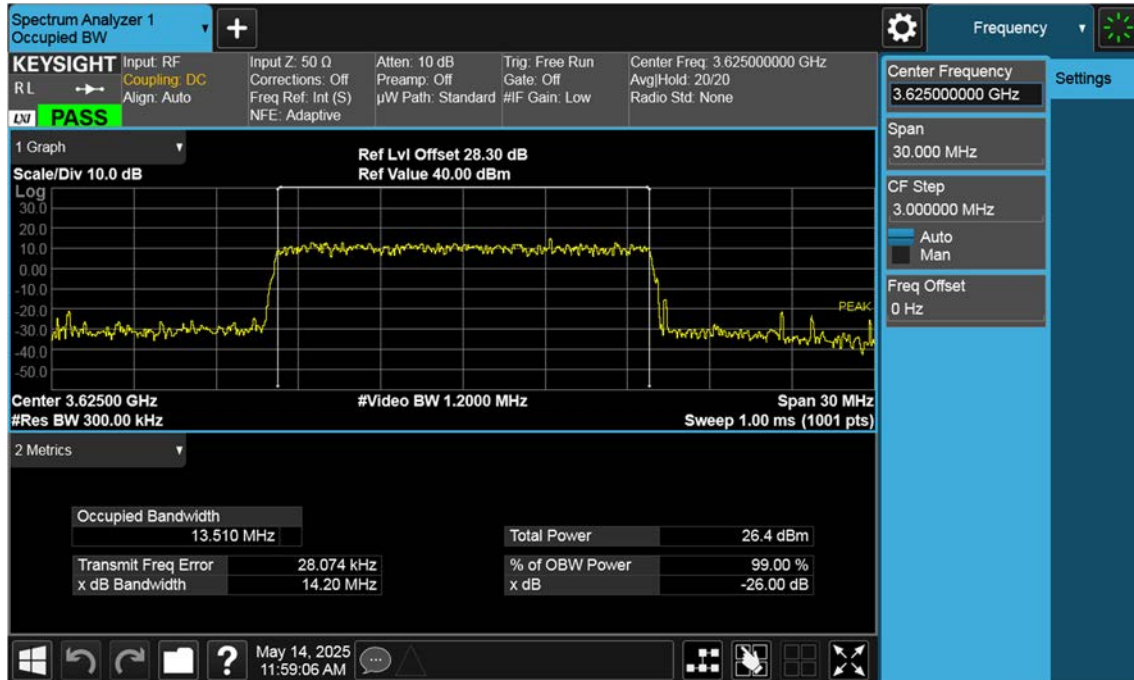 Spectrum Analyzer 1
Occupied BW
+
Frequency
KEYSIGHT
R L
LXI PASS
Input: RF
Coupling: DC
Align: Auto
Input Z: 50 Ω
Corrections: Off
Freq Ref: Int (S)
NFE: Adaptive
Atten: 10 dB
Preamp: Off
µW Path: Standard
Trig: Free Run
Gate: Off
#IF Gain: Low
Center Freq: 3.625000000 GHz
Avg|Hold: 20/20
Radio Std: None
1 Graph
Scale/Div 10.0 dB
Ref Lvl Offset 28.30 dB
Ref Value 40.00 dBm
Log
30.0
20.0
10.0
0.00
-10.0
-20.0
-30.0
-40.0
-50.0
PEAK
Center 3.62500 GHz
#Video BW 1.2000 MHz
Span 30 MHz
#Res BW 300.00 kHz
Sweep 1.00 ms (1001 pts)
2 Metrics
Occupied Bandwidth
13.510 MHz
Total Power 26.4 dBm
Transmit Freq Error 28.074 kHz
% of OBW Power 99.00 %
x dB Bandwidth 14.20 MHz
x dB -26.00 dB
?
May 14, 2025
11:59:06 AM
Center Frequency
3.625000000 GHz
Settings
Span
30.000 MHz
CF Step
3.000000 MHz
Auto
Man
Freq Offset
0 Hz